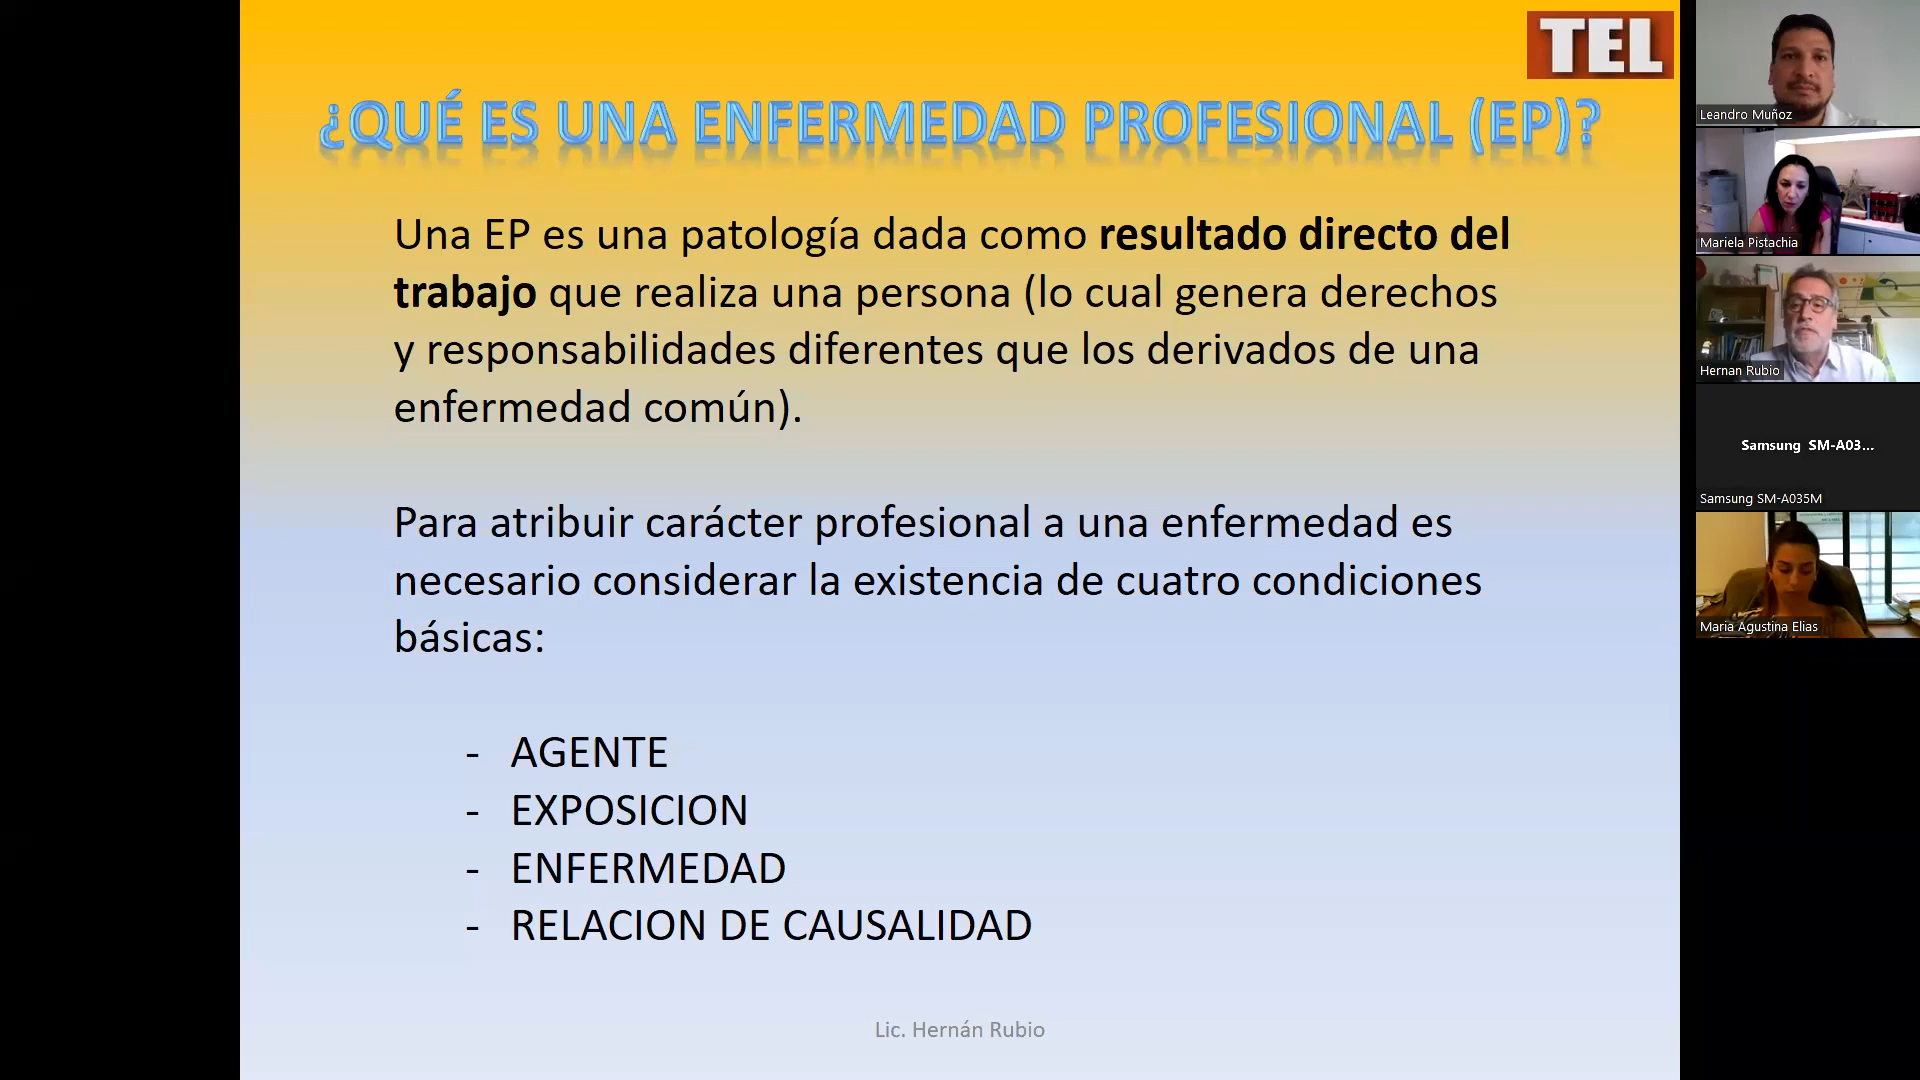 TEL
¿QUÉ ES UNA ENFERMEDAD PROFESIONAL (EP)?
Una EP es una patología dada como resultado directo del
trabajo que realiza una persona (lo cual genera derechos
y responsabilidades diferentes que los derivados de una
enfermedad común).
Para atribuir carácter profesional a una enfermedad es
necesario considerar la existencia de cuatro condiciones
básicas:
- AGENTE
- EXPOSICION
- ENFERMEDAD
- RELACION DE CAUSALIDAD
Lic. Hernán Rubio
Leandro Muñoz
Mariela Pistachia
Hernan Rubio
Samsung SM-A03...
Samsung SM-A035M
Maria Agustina Elias